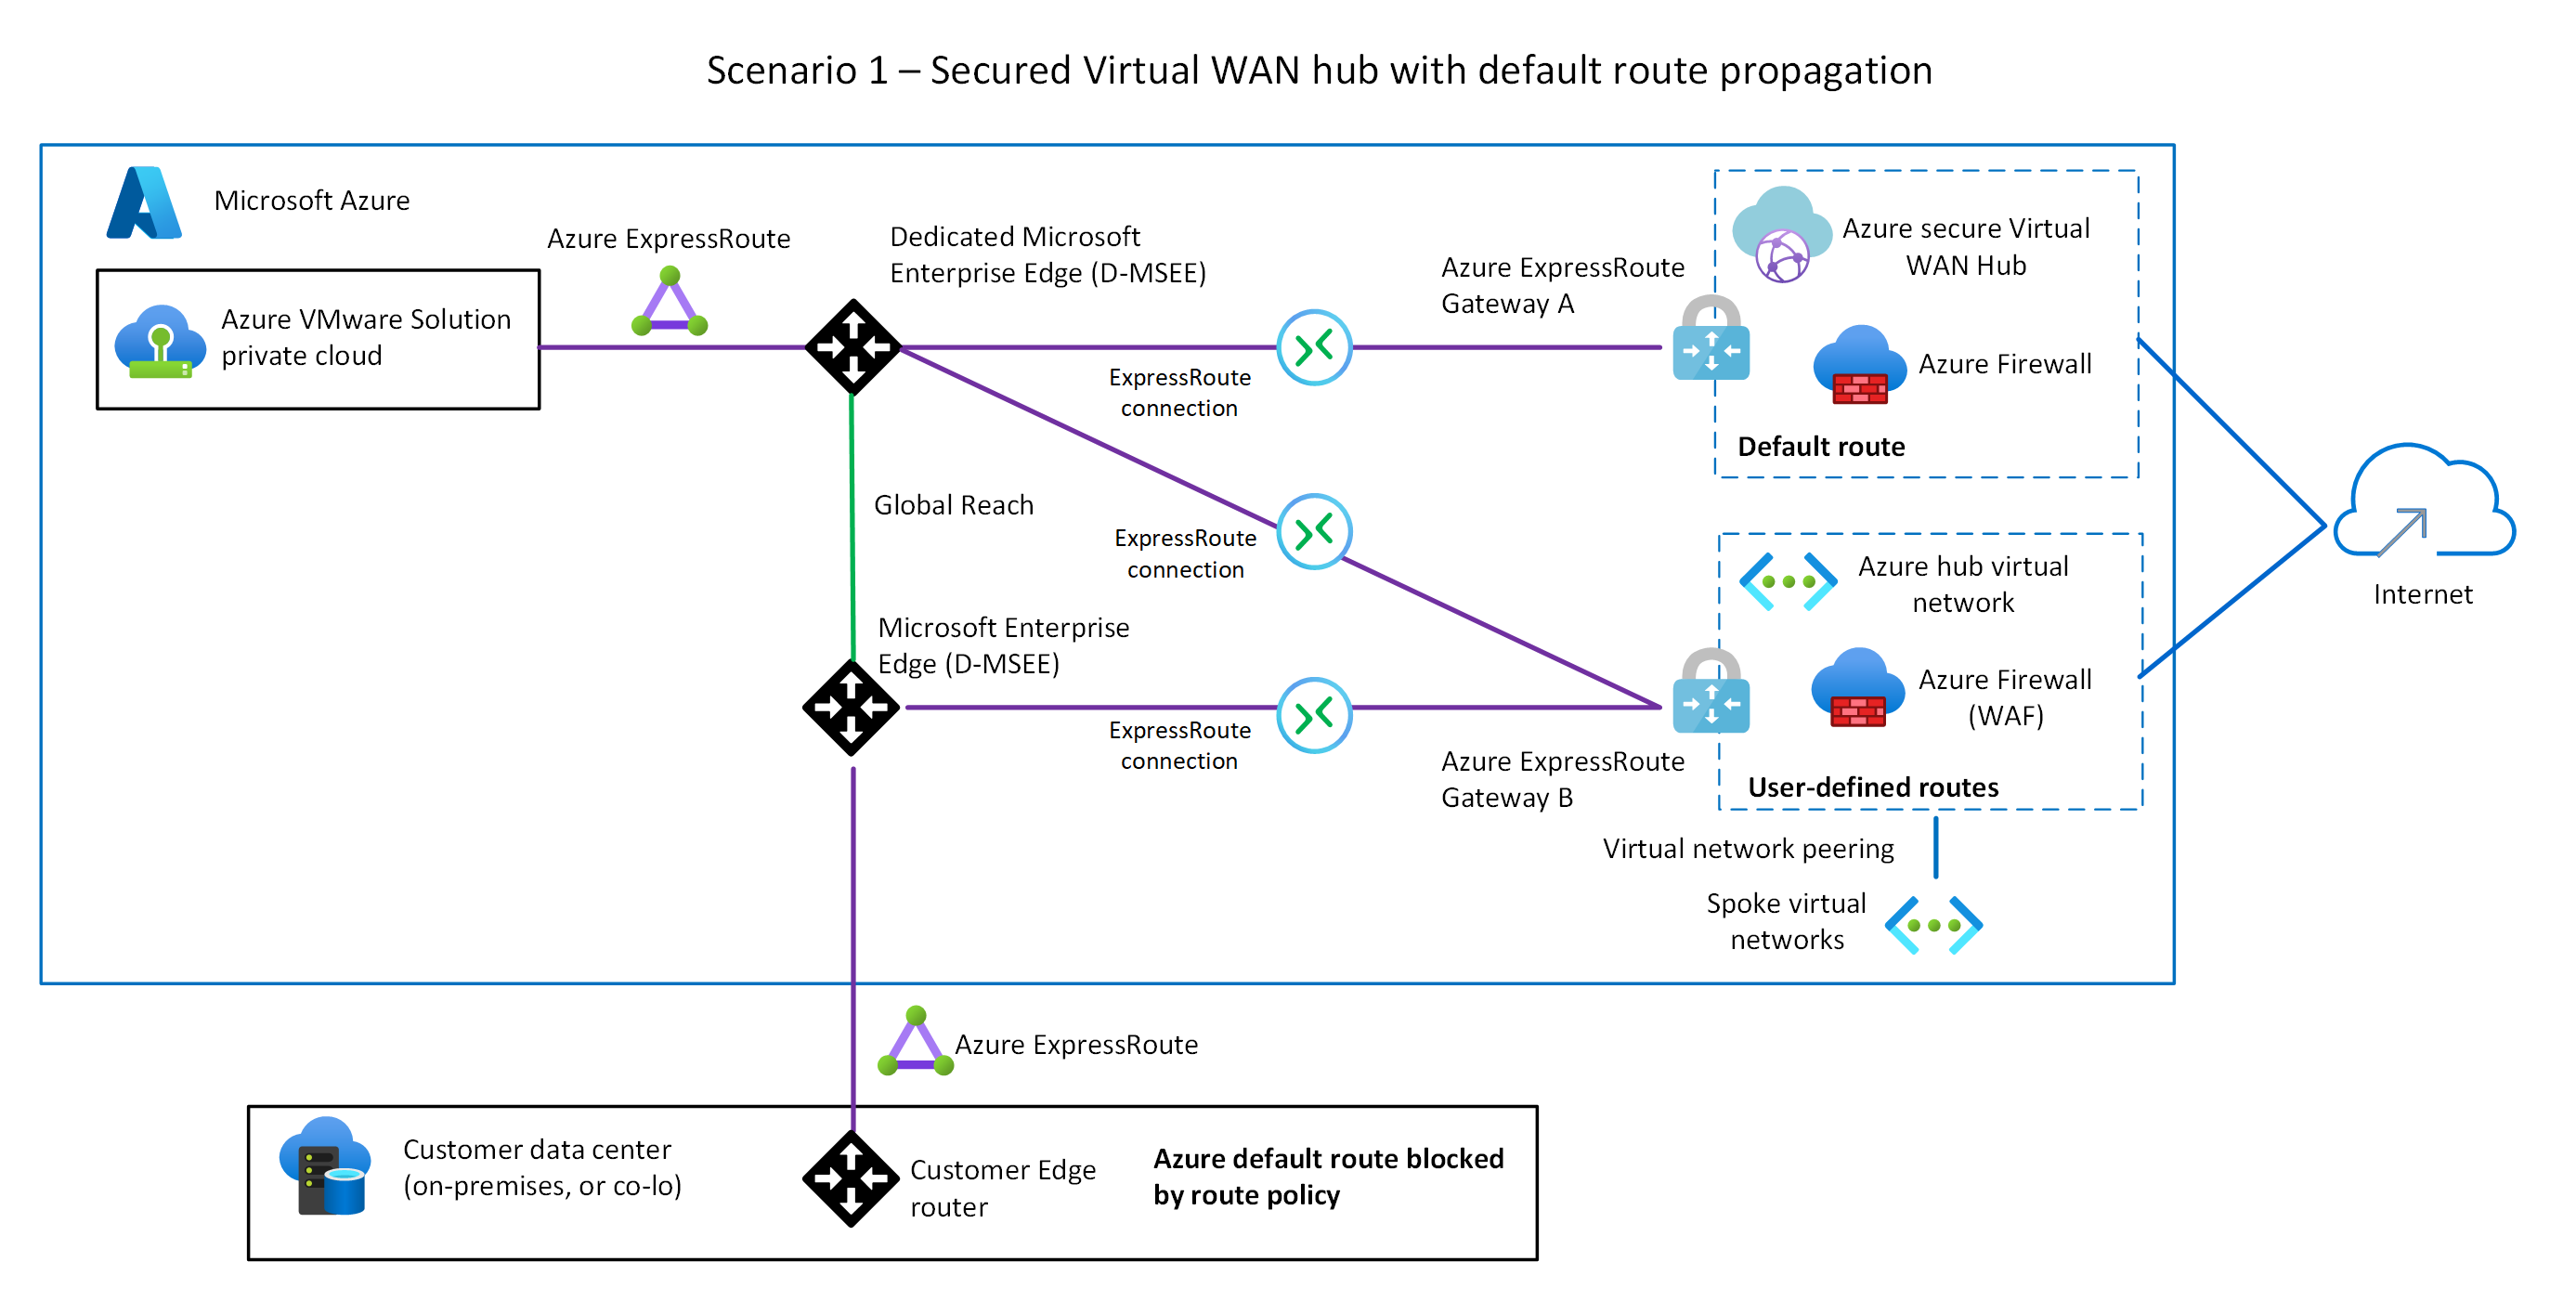 Scenario 1 – Secured Virtual WAN hub with default route propagation
Microsoft Azure
Azure VMware Solution
private cloud
Azure ExpressRoute
Dedicated Microsoft
Enterprise Edge (D-MSEE)
ExpressRoute
connection
Azure ExpressRoute
Gateway A
Azure secure Virtual
WAN Hub
Azure Firewall
Default route
Global Reach
ExpressRoute
connection
Azure hub virtual
network
Internet
Microsoft Enterprise
Edge (D-MSEE)
ExpressRoute
connection
Azure ExpressRoute
Gateway B
Azure Firewall
(WAF)
User-defined routes
Virtual network peering
Spoke virtual
networks
Azure ExpressRoute
Customer data center
(on-premises, or co-lo)
Customer Edge
router
Azure default route blocked
by route policy